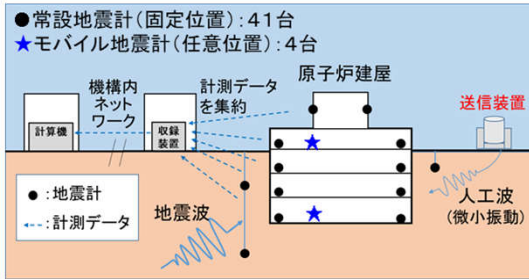 ●常設地震計(固定位置):41台
★モバイル地震計(任意位置):4台
機構内
ネット
ワーク
計測データ
を集約
原子炉建屋
送信装置
計算機
収録
装置
●:地震計
:計測データ
地震波
人工波
(微小振動)